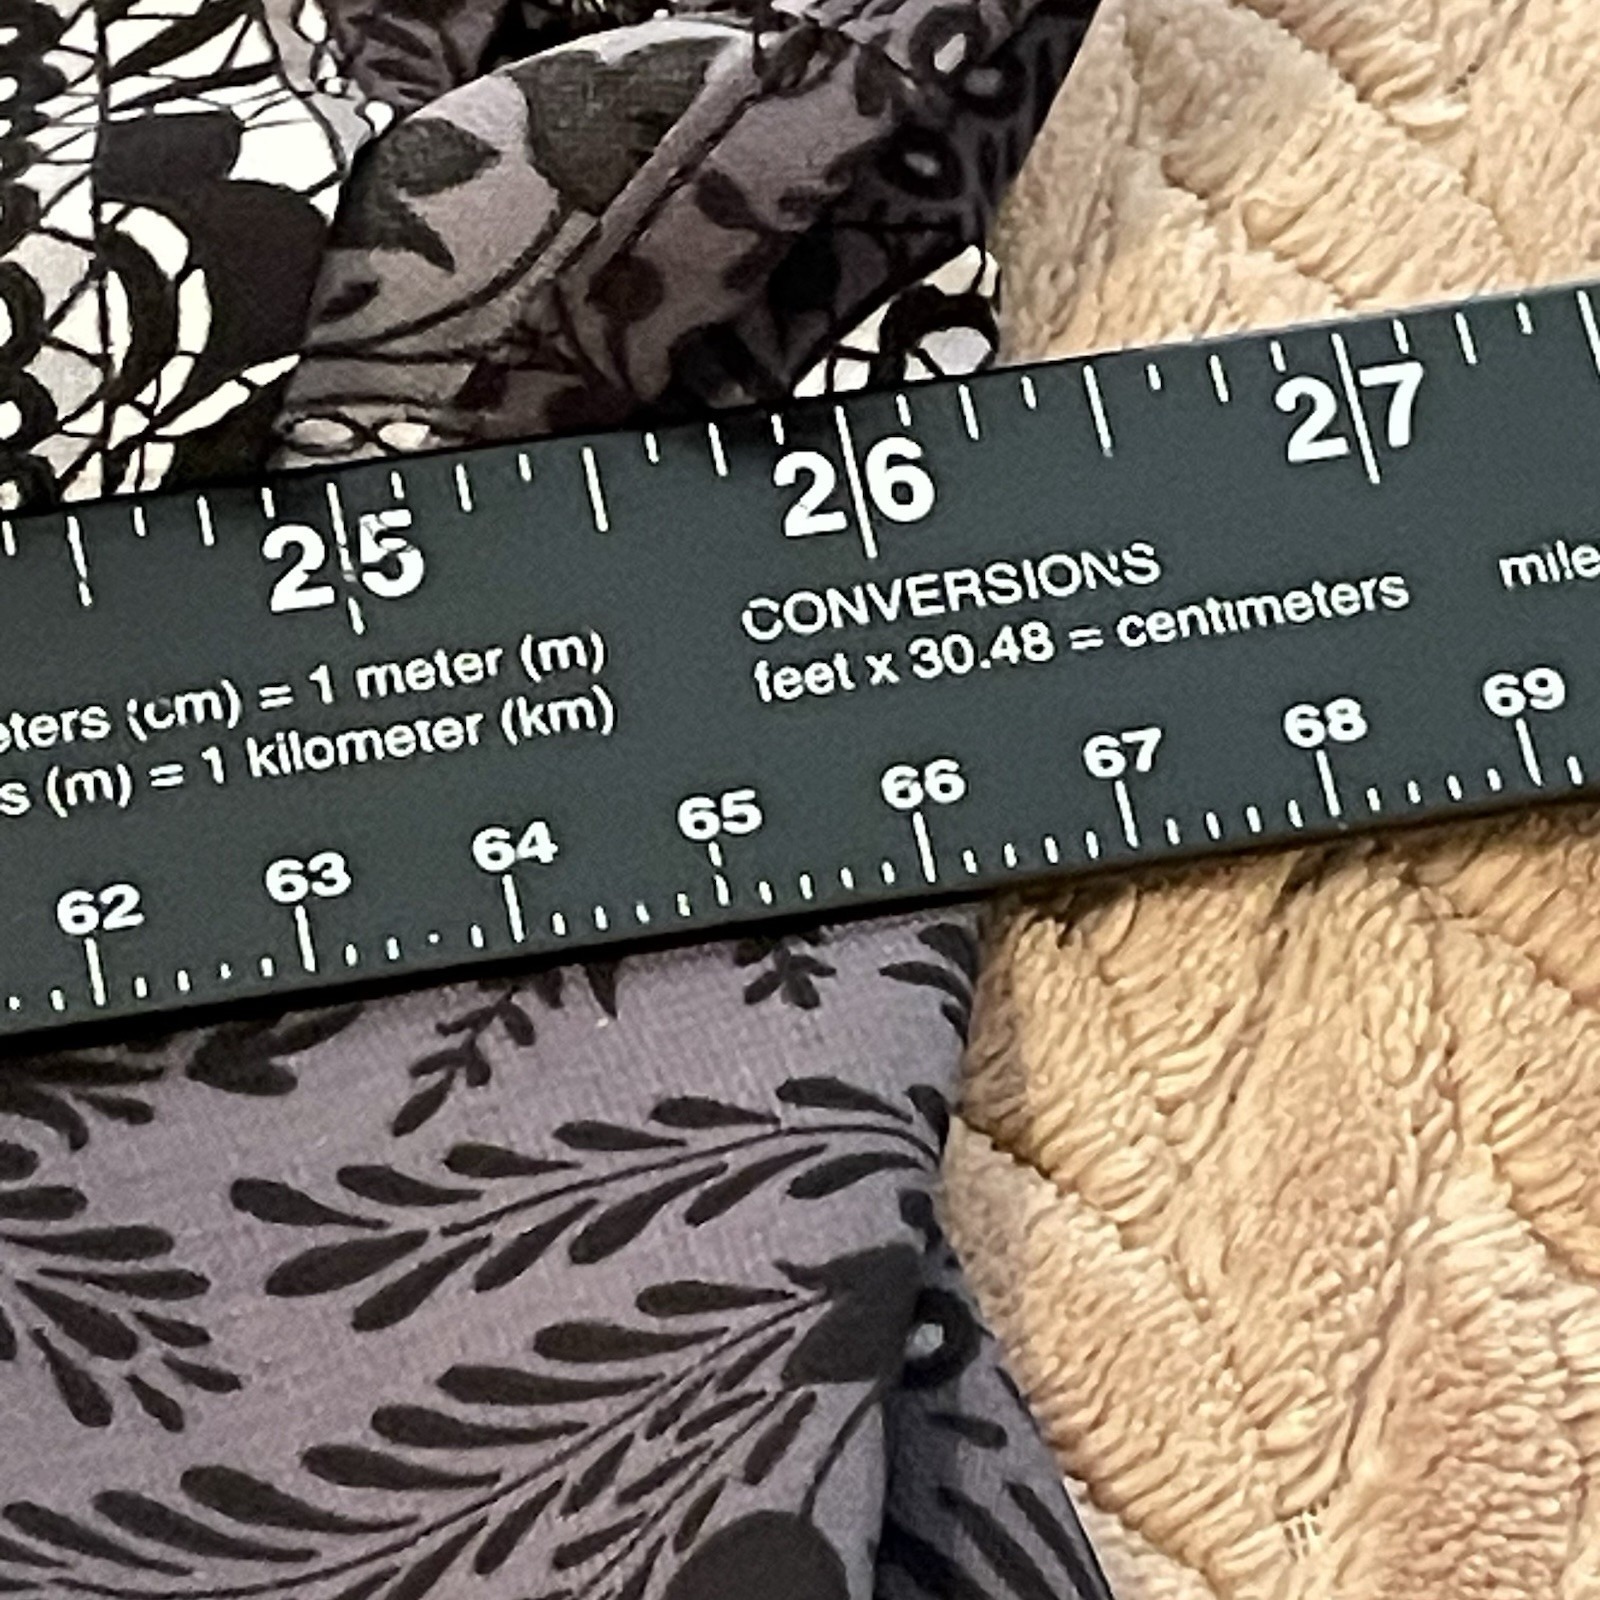 25 26 27
CONVERSIONS
eters (cm) = 1 meter (m) feet x 30.48 = centimeters mile
s (m) = 1 kilometer (km)
62 63 64 65 66 67 68 69